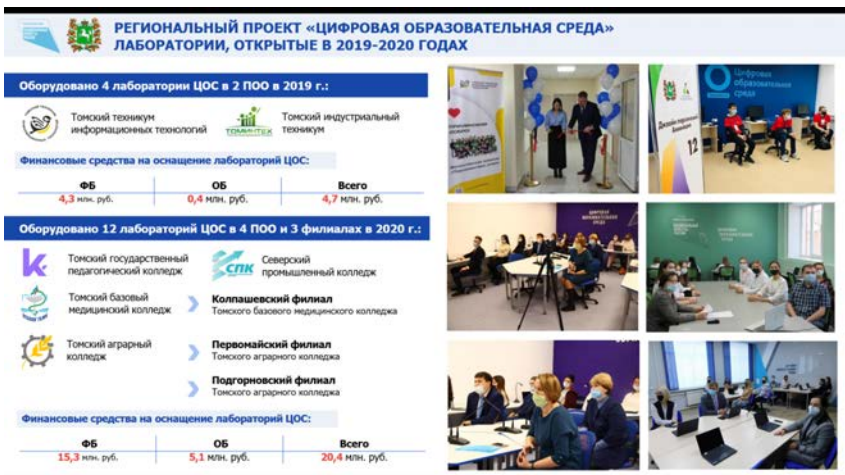 РЕГИОНАЛЬНЫЙ ПРОЕКТ «ЦИФРОВАЯ ОБРАЗОВАТЕЛЬНАЯ СРЕДА»
ЛАБОРАТОРИИ, ОТКРЫТЫЕ В 2019-2020 ГОДАХ
Оборудовано 4 лаборатории ЦОС в 2 ПОО в 2019 г.:
Томский техникум
информационных технологий
ТОМИНТЕХ
Томский индустриальный
техникум
Финансовые средства на оснащение лабораторий ЦОС:
ФБ ОБ Всего
4,3 млн. руб. 0,4 млн. руб. 4,7 млн. руб.
Оборудовано 12 лабораторий ЦОС в 4 ПОО и 3 филиалах в 2020 г.:
Томский государственный
педагогический колледж
СПК
Северский
промышленный колледж
Томский базовый
медицинский колледж
Колпашевский филиал
Томского базового медицинского колледжа
Томский аграрный
колледж
Первомайский филиал
Томского аграрного колледжа
Подгорновский филиал
Томского аграрного колледжа
Финансовые средства на оснащение лабораторий ЦОС:
ФБ ОБ Всего
15,3 млн. руб. 5,1 млн. руб. 20,4 млн. руб.
Цифровая
образовательная
среда
12
ЦИФРОВАЯ
ОБРАЗОВАТЕЛЬНАЯ
СРЕДА